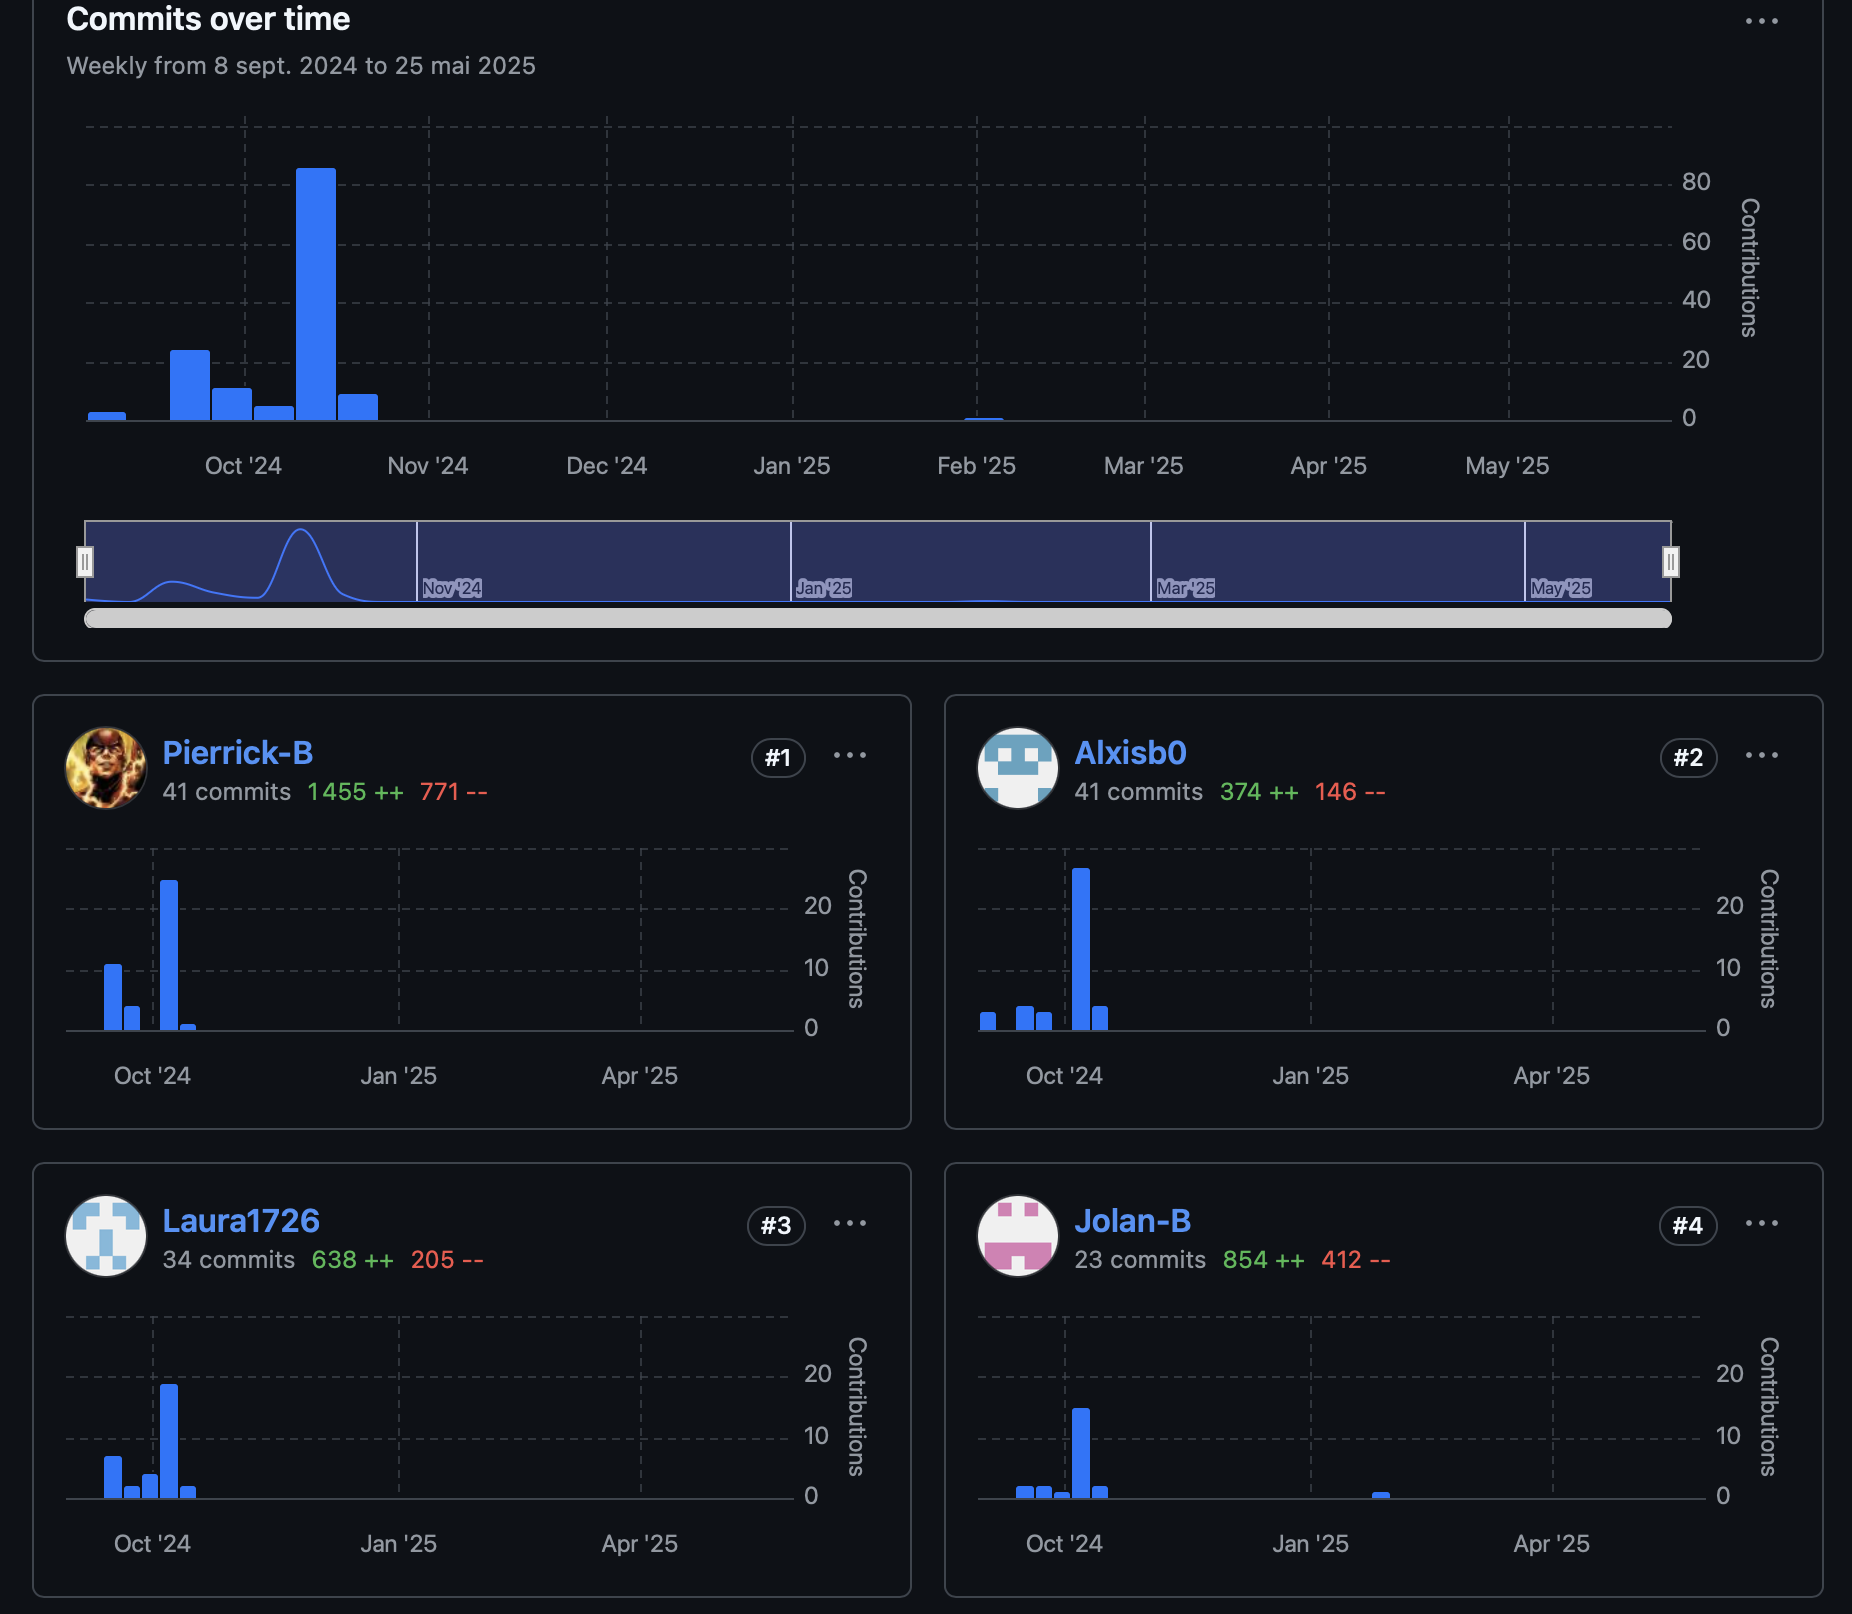 Commits over time
Weekly from 8 sept. 2024 to 25 mai 2025
80
60
40
20
0
Contributions
Oct '24 Nov '24 Dec '24 Jan '25 Feb '25 Mar '25 Apr '25 May '25
Nov '24 Jan '25 Mar '25 May '25
Pierrick-B #1
41 commits 1 455 ++ 771 --
20
10
0
Contributions
Oct '24 Jan '25 Apr '25
Alxisb0 #2
41 commits 374 ++ 146 --
20
10
0
Contributions
Oct '24 Jan '25 Apr '25
Laura1726 #3
34 commits 638 ++ 205 --
20
10
0
Contributions
Oct '24 Jan '25 Apr '25
Jolan-B #4
23 commits 854 ++ 412 --
20
10
0
Contributions
Oct '24 Jan '25 Apr '25